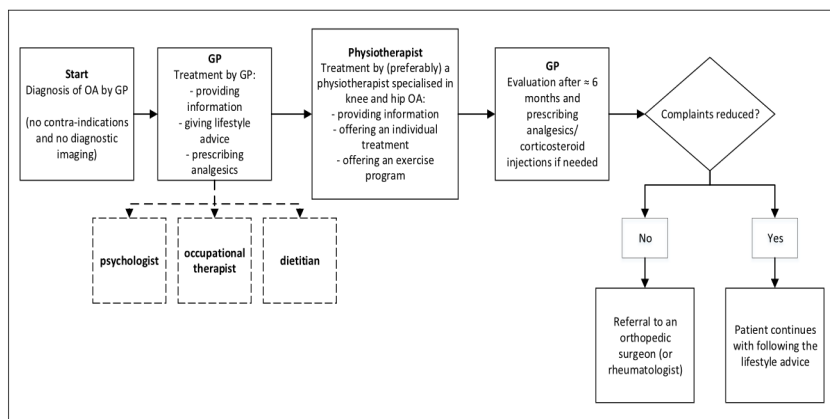 Start
Diagnosis of OA by GP
(no contra-indications
and no diagnostic
imaging)
GP
Treatment by GP:
- providing
information
- giving lifestyle
advice
- prescribing
analgesics
Physiotherapist
Treatment by (preferably) a
physiotherapist specialised in
knee and hip OA:
- providing information
- offering an individual
treatment
- offering an exercise
program
GP
Evaluation after ≈ 6
months and
prescribing
analgesics/
corticosteroid
injections if needed
Complaints reduced?
psychologist
occupational
therapist
dietitian
No
Yes
Referral to an
orthopedic
surgeon (or
rheumatologist)
Patient continues
with following the
lifestyle advice